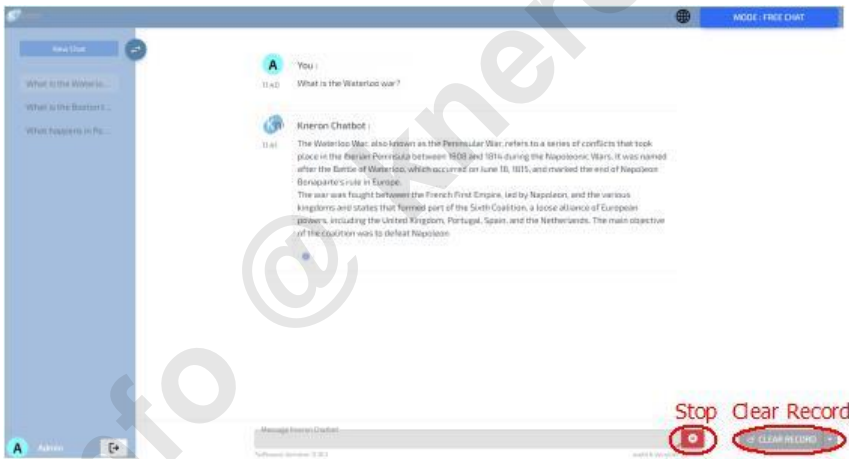 MODE : FREE CHAT
New Chat
What is the Waterlo...
What is the Boston t...
What happens in Pa...
A
You :
11:40
What is the Waterloo war?
Kneron Chatbot :
11:41
The Waterloo War, also known as the Peninsular War, refers to a series of conflicts that took
place in the Iberian Peninsula between 1808 and 1814 during the Napoleonic Wars. It was named
after the Battle of Waterloo, which occurred on June 18, 1815, and marked the end of Napoleon
Bonaparte's rule in Europe.
The war was fought between the French First Empire, led by Napoleon, and the various
kingdoms and states that formed part of the Sixth Coalition, a loose alliance of European
powers, including the United Kingdom, Portugal, Spain, and the Netherlands. The main objective
of the coalition was to defeat Napoleon
Stop
Clear Record
Message Kneron Chatbot
CLEAR RECORD
A
Admin
fo @ kner